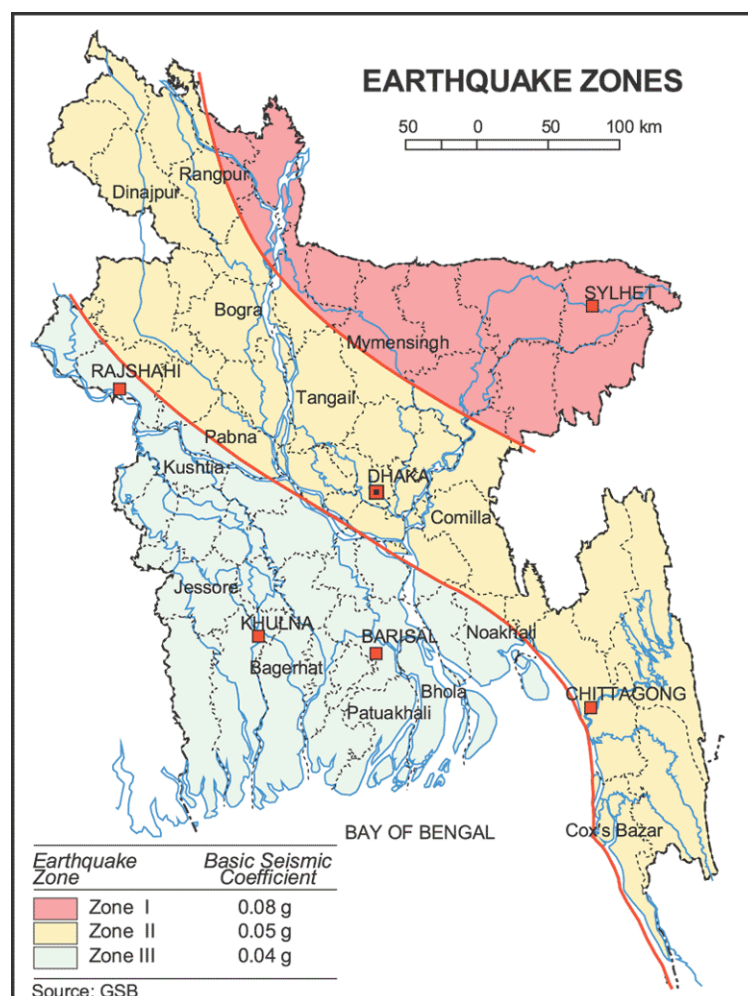 EARTHQUAKE ZONES
50 0 50 100 km
Rangpur
Dinajpur
SYLHET
Bogra
Mymensingh
RAJSHAHI
Tangail
Pabna
Kushtia
DHAKA
Comilla
Jessore
KHULNA
BARISAL
Noakhali
Bagerhat
Bhola
CHITTAGONG
Patuakhali
BAY OF BENGAL
Cox's Bazar
Earthquake Basic Seismic
Zone Coefficient
Zone I 0.08 g
Zone II 0.05 g
Zone III 0.04 g
Source: GSB